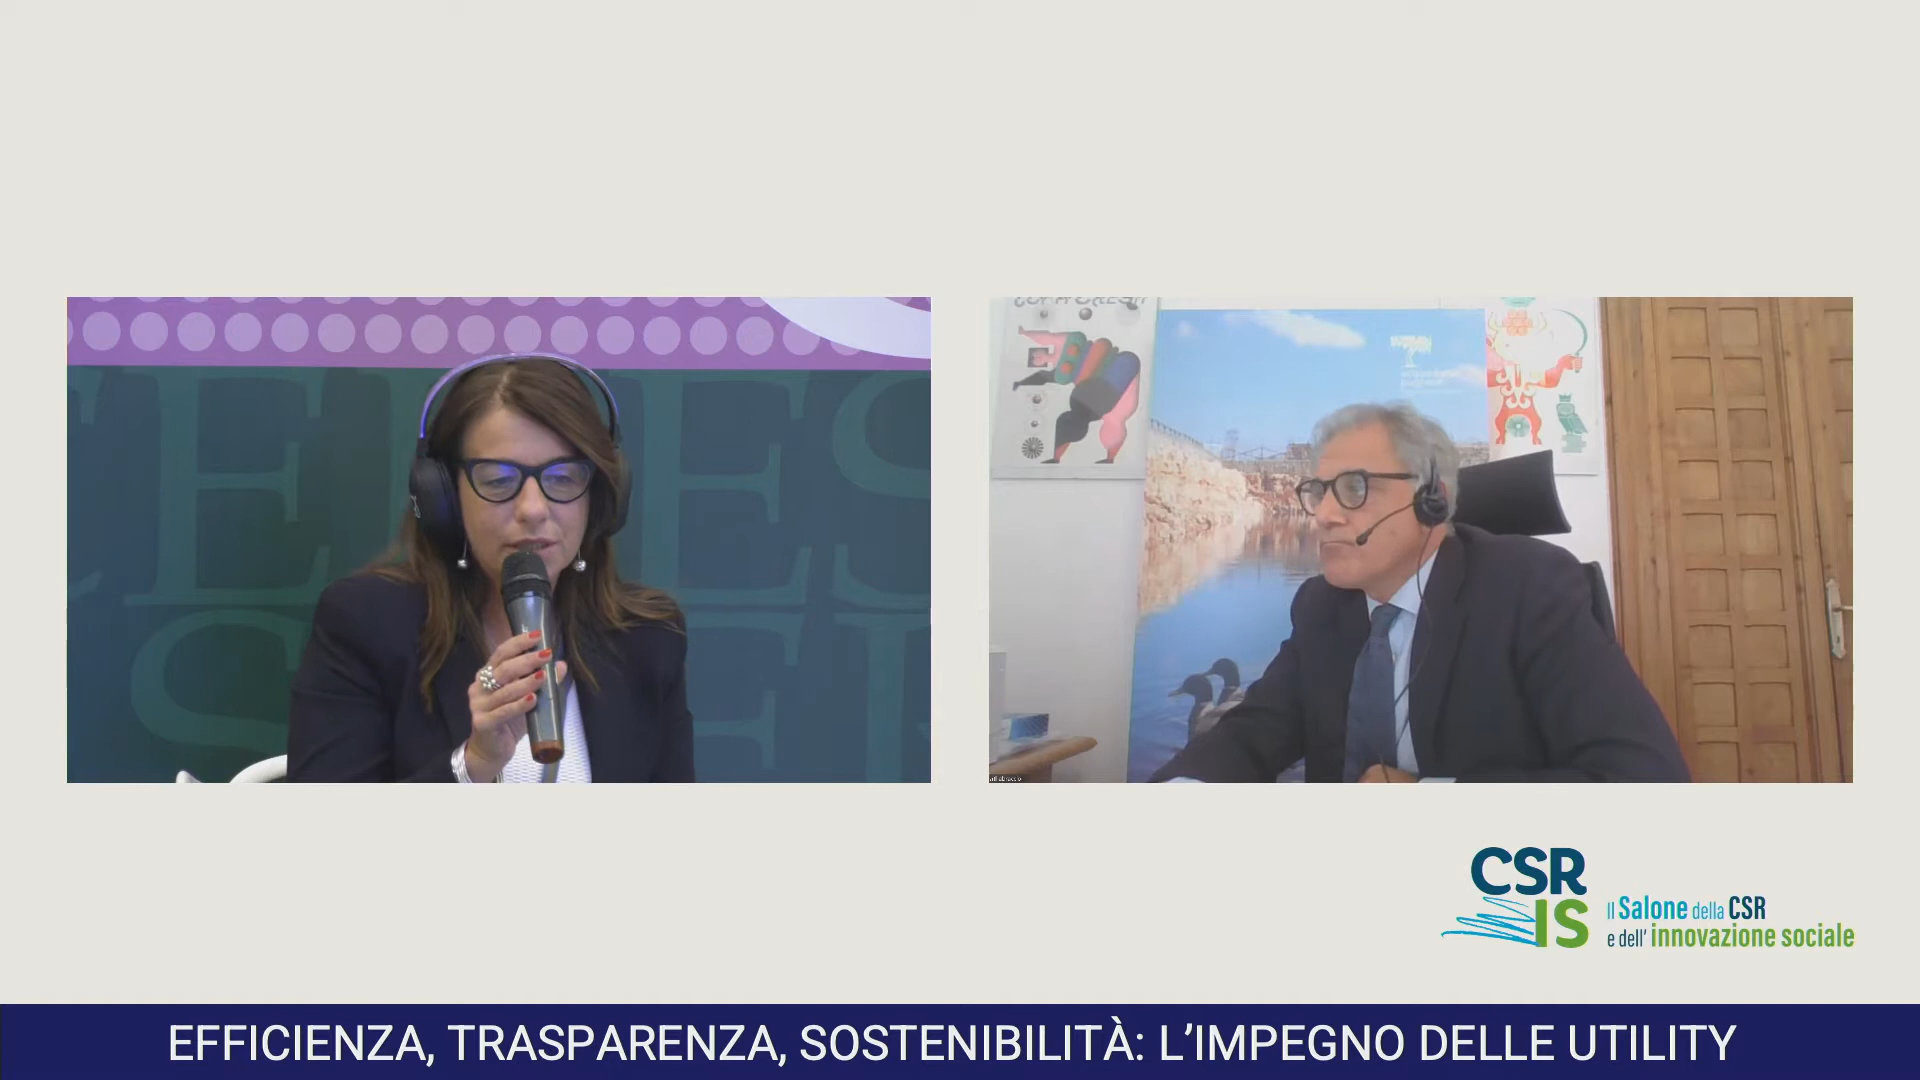 CSR
IS
Il Salone della CSR
e dell' innovazione sociale
EFFICIENZA, TRASPARENZA, SOSTENIBILITÀ: L'IMPEGNO DELLE UTILITY